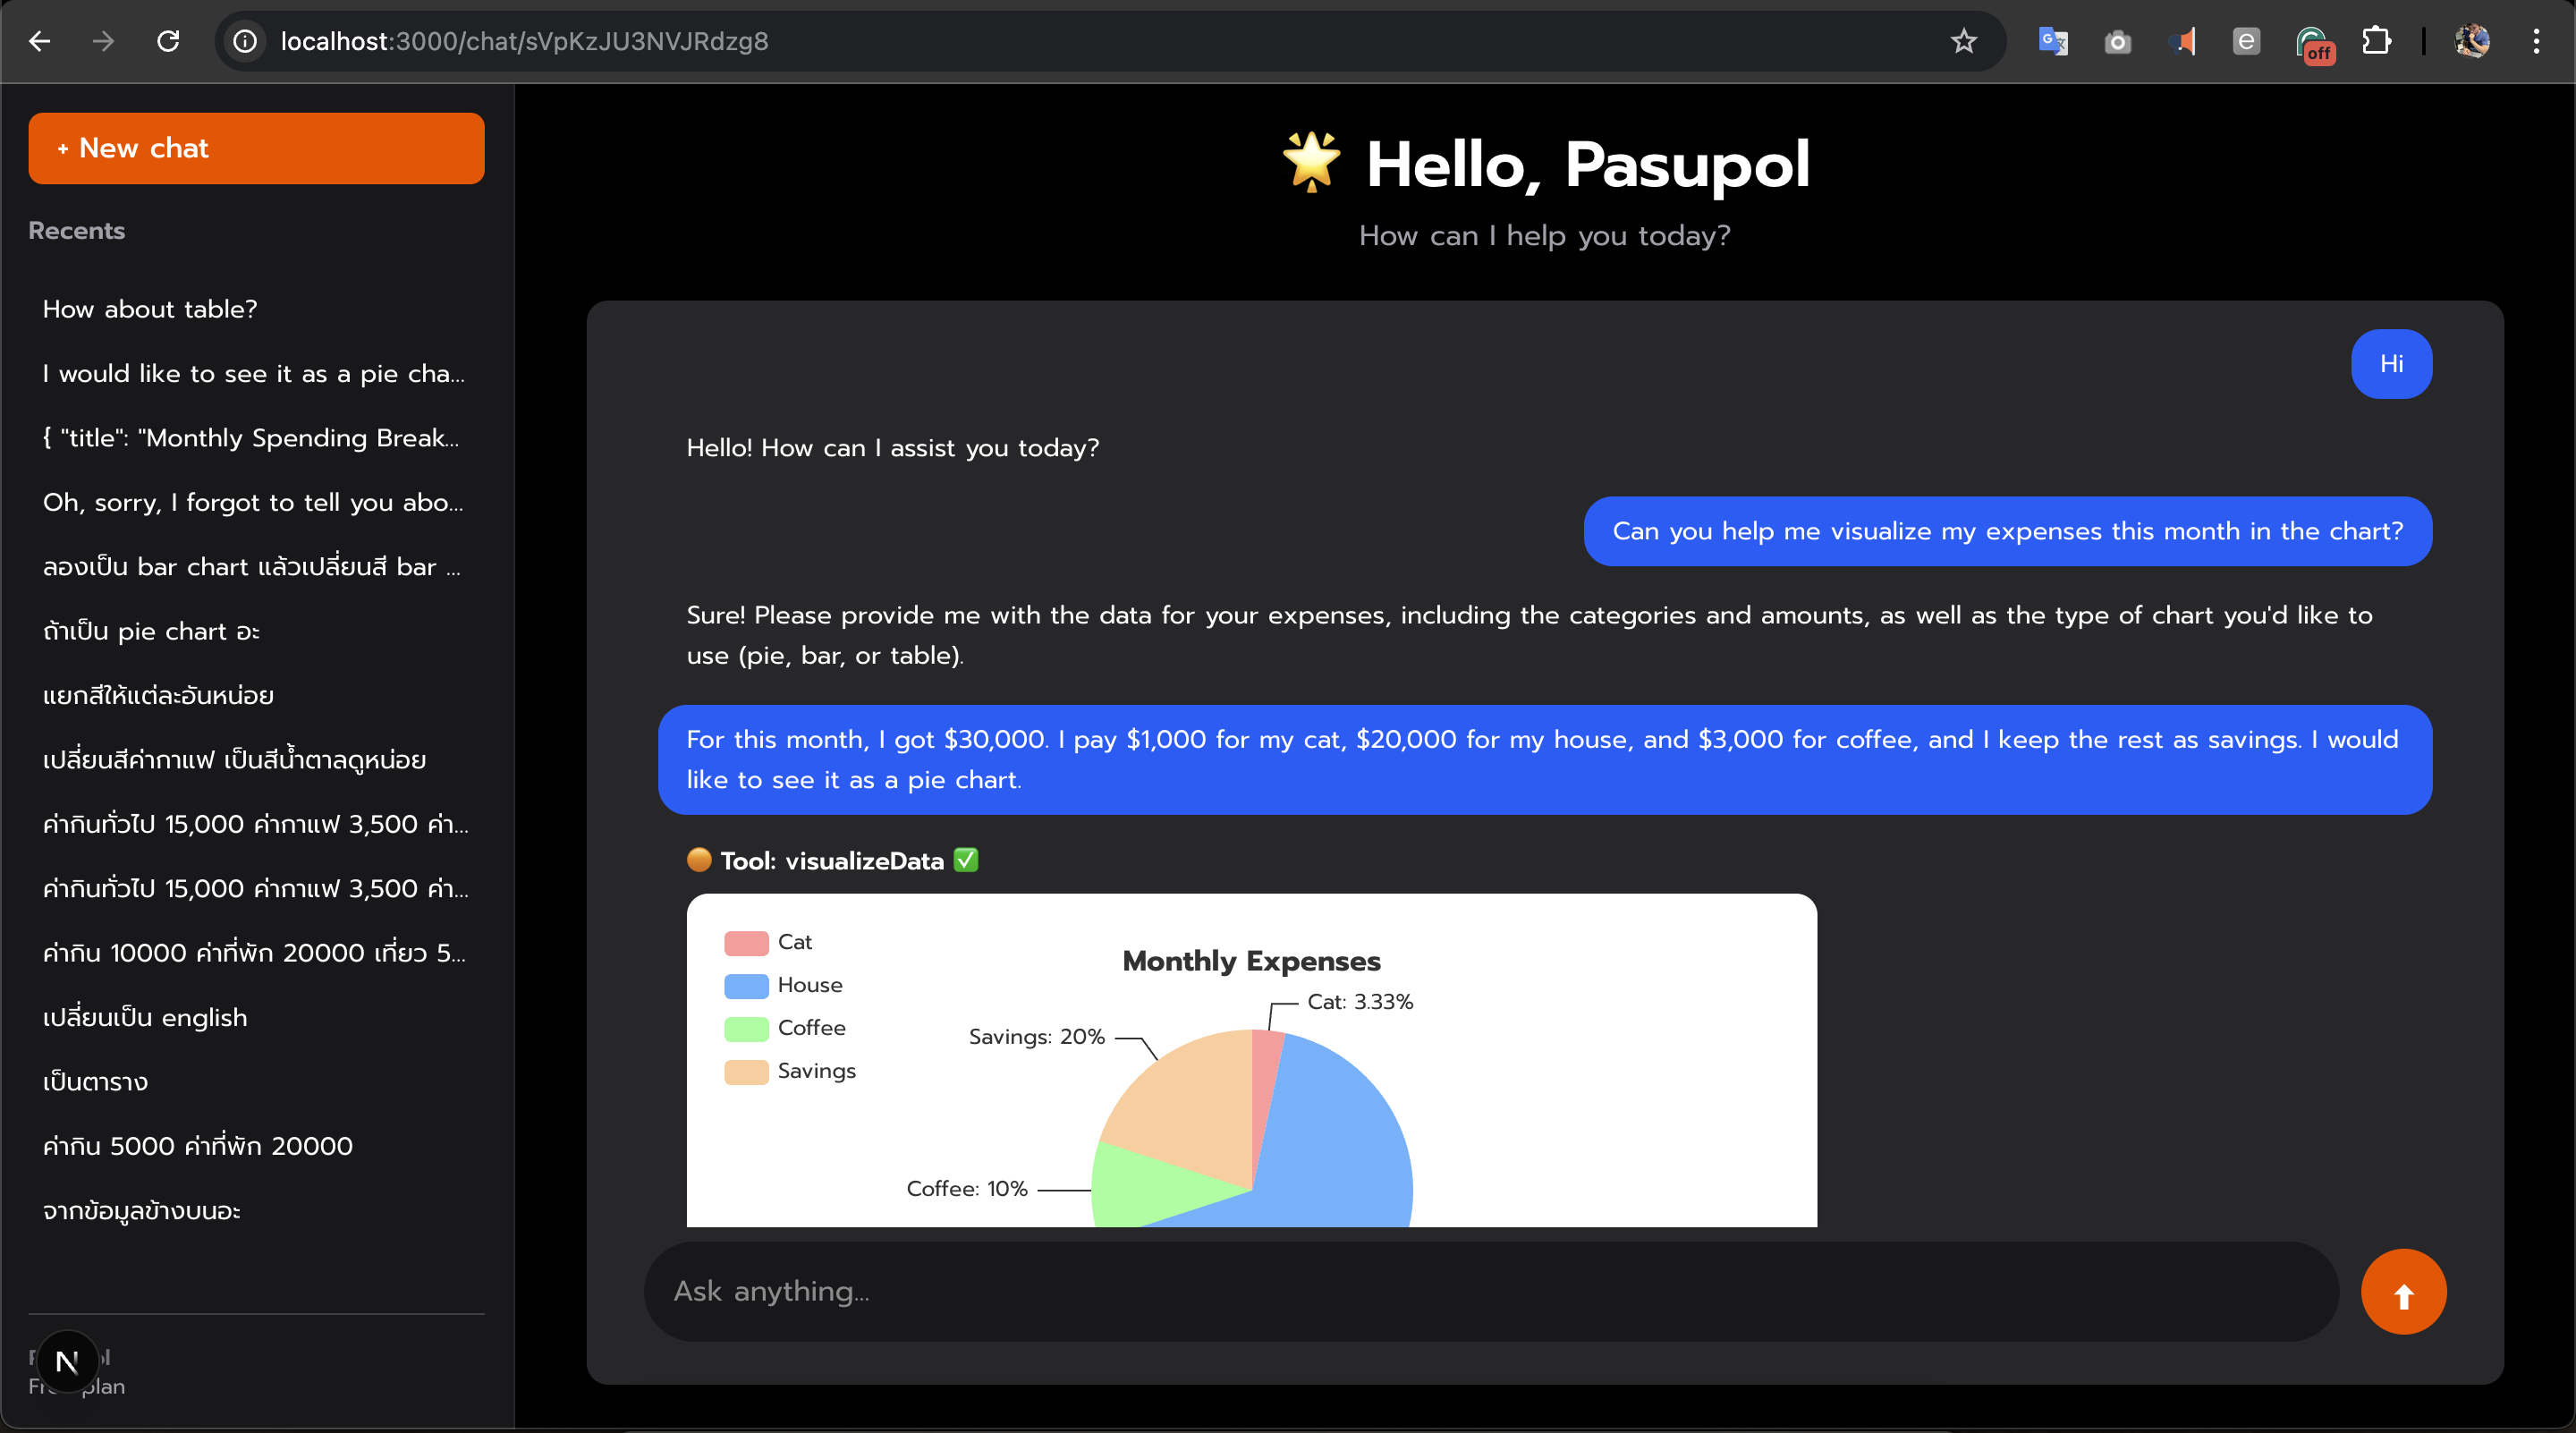 localhost:3000/chat/sVpKzJU3NVJRdzg8
off
+ New chat
Recents
How about table?
I would like to see it as a pie cha...
{ "title": "Monthly Spending Break...
Oh, sorry, I forgot to tell you abo...
ลองเป็น bar chart แล้วเปลี่ยนสี bar ...
ถ้าเป็น pie chart อะ
แยกสีให้แต่ละอันหน่อย
เปลี่ยนสีค่ากาแฟ เป็นสีน้ำตาลดูหน่อย
ค่ากินทั่วไป 15,000 ค่ากาแฟ 3,500 ค่า...
ค่ากินทั่วไป 15,000 ค่ากาแฟ 3,500 ค่า...
ค่ากิน 10000 ค่าที่พัก 20000 เที่ยว 5...
เปลี่ยนเป็น english
เป็นตาราง
ค่ากิน 5000 ค่าที่พัก 20000
จากข้อมูลข้างบนอะ
N
plan
🌟 Hello, Pasupol
How can I help you today?
Hi
Hello! How can I assist you today?
Can you help me visualize my expenses this month in the chart?
Sure! Please provide me with the data for your expenses, including the categories and amounts, as well as the type of chart you'd like to
use (pie, bar, or table).
For this month, I got $30,000. I pay $1,000 for my cat, $20,000 for my house, and $3,000 for coffee, and I keep the rest as savings. I would
like to see it as a pie chart.
🟠 Tool: visualizeData ✅
Cat
House
Coffee
Savings
Monthly Expenses
Cat: 3.33%
Savings: 20%
Coffee: 10%
Ask anything...